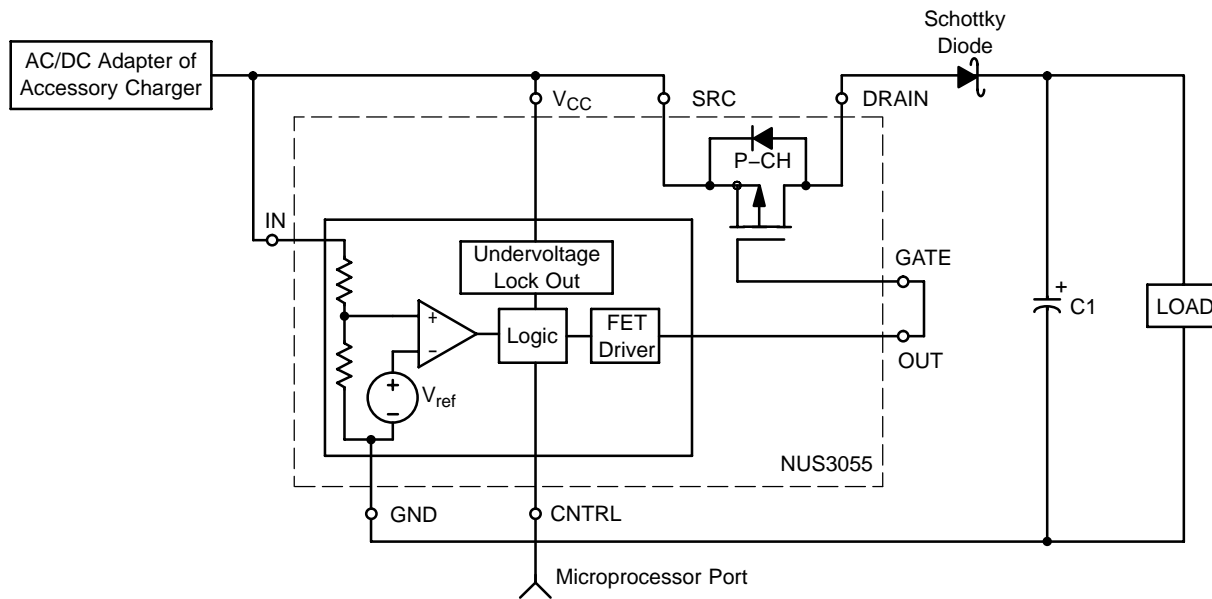 Schottky
Diode
AC/DC Adapter of
Accessory Charger
VCC
SRC
DRAIN
P−CH
IN
Undervoltage
Lock Out
GATE
+
C1
LOAD
+
−
Logic
FET
Driver
OUT
+
−
Vref
NUS3055
GND
CNTRL
Microprocessor Port